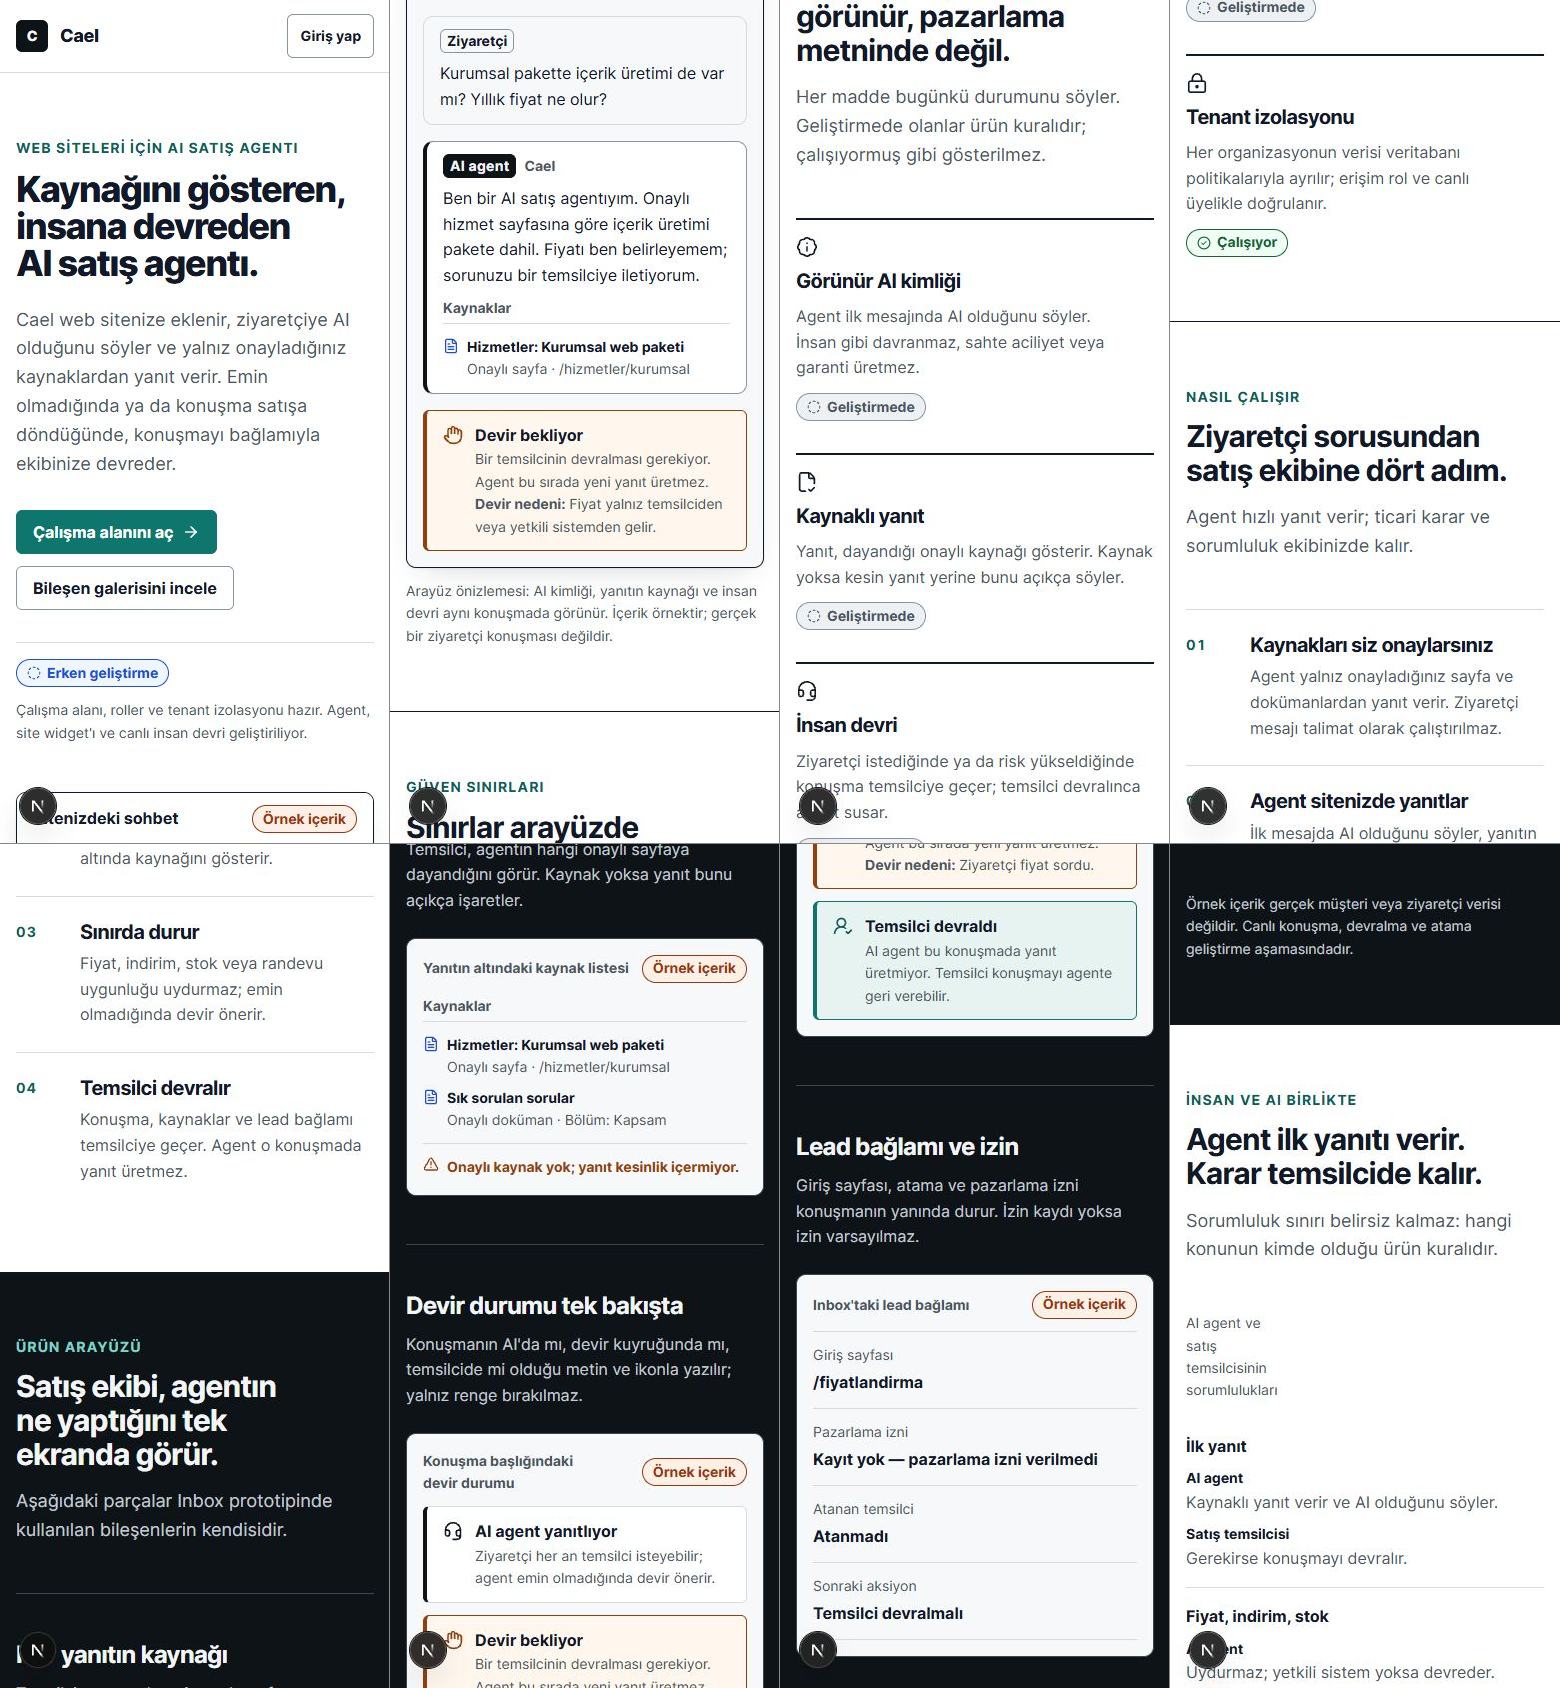 C
Cael
Giriş yap
WEB SİTELERİ İÇİN AI SATIŞ AGENTI
Kaynağını gösteren,
insana devreden
AI satış agentı.
Cael web sitenize eklenir, ziyaretçiye AI
olduğunu söyler ve yalnız onayladığınız
kaynaklardan yanıt verir. Emin
olmadığında ya da konuşma satışa
döndüğünde, konuşmayı bağlamıyla
ekibinize devreder.
Çalışma alanını aç →
Bileşen galerisini incele
Erken geliştirme
Çalışma alanı, roller ve tenant izolasyonu hazır. Agent,
site widget'ı ve canlı insan devri geliştiriliyor.
N
Örnek içerik
sohbet
Ziyaretçi
Kurumsal pakette içerik üretimi de var
mı? Yıllık fiyat ne olur?
AI agent Cael
Ben bir AI satış agentıyım. Onaylı
hizmet sayfasına göre içerik üretimi
pakete dahil. Fiyatı ben belirleyemem;
sorunuzu bir temsilciye iletiyorum.
Kaynaklar
Hizmetler: Kurumsal web paketi
Onaylı sayfa · /hizmetler/kurumsal
Devir bekliyor
Bir temsilcinin devralması gerekiyor.
Agent bu sırada yeni yanıt üretmez.
Devir nedeni: Fiyat yalnız temsilciden
veya yetkili sistemden gelir.
Arayüz önizlemesi: AI kimliği, yanıtın kaynağı ve insan
devri aynı konuşmada görünür. İçerik örnektir; gerçek
bir ziyaretçi konuşması değildir.
GÜVEN SINIRLARI
Sınırlar arayüzde
N
görünür, pazarlama
metninde değil.
Her madde bugünkü durumunu söyler.
Geliştirmede olanlar ürün kuralıdır;
çalışıyormuş gibi gösterilmez.
Görünür AI kimliği
Agent ilk mesajında AI olduğunu söyler.
İnsan gibi davranmaz, sahte aciliyet veya
garanti üretmez.
Geliştirmede
Kaynaklı yanıt
Yanıt, dayandığı onaylı kaynağı gösterir. Kaynak
yoksa kesin yanıt yerine bunu açıkça söyler.
Geliştirmede
İnsan devri
Ziyaretçi istediğinde ya da risk yükseldiğinde
konuşma temsilciye geçer; temsilci devralınca
susar.
N
Geliştirmede
Tenant izolasyonu
Her organizasyonun verisi veritabanı
politikalarıyla ayrılır; erişim rol ve canlı
üyelikle doğrulanır.
Çalışıyor
NASIL ÇALIŞIR
Ziyaretçi sorusundan
satış ekibine dört adım.
Agent hızlı yanıt verir; ticari karar ve
sorumluluk ekibinizde kalır.
01
Kaynakları siz onaylarsınız
Agent yalnız onayladığınız sayfa ve
dokümanlardan yanıt verir. Ziyaretçi
mesajı talimat olarak çalıştırılmaz.
N
Agent sitenizde yanıtlar
İlk mesajda AI olduğunu söyler, yanıtın
altında kaynağını gösterir.
03
Sınırda durur
Fiyat, indirim, stok veya randevu
uygunluğu uydurmaz; emin
olmadığında devir önerir.
04
Temsilci devralır
Konuşma, kaynaklar ve lead bağlamı
temsilciye geçer. Agent o konuşmada
yanıt üretmez.
ÜRÜN ARAYÜZÜ
Satış ekibi, agentın
ne yaptığını tek
ekranda görür.
Aşağıdaki parçalar Inbox prototipinde
kullanılan bileşenlerin kendisidir.
N
yanıtın kaynağı
Temsilci, agentın hangi onaylı sayfaya
dayandığını görür. Kaynak yoksa yanıt bunu
açıkça işaretler.
Yanıtın altındaki kaynak listesi
Örnek içerik
Kaynaklar
Hizmetler: Kurumsal web paketi
Onaylı sayfa · /hizmetler/kurumsal
Sık sorulan sorular
Onaylı doküman · Bölüm: Kapsam
Onaylı kaynak yok; yanıt kesinlik içermiyor.
Devir durumu tek bakışta
Konuşmanın AI'da mı, devir kuyruğunda mı,
temsilcide mi olduğu metin ve ikonla yazılır;
yalnız renge bırakılmaz.
Konuşma başlığındaki
devir durumu
Örnek içerik
AI agent yanıtlıyor
Ziyaretçi her an temsilci isteyebilir;
agent emin olmadığında devir önerir.
Devir bekliyor
Bir temsilcinin devralması gerekiyor.
N
Agent bu sırada yeni yanıt üretmez.
Devir nedeni: Ziyaretçi fiyat sordu.
Temsilci devraldı
AI agent bu konuşmada yanıt
üretmiyor. Temsilci konuşmayı agente
geri verebilir.
Lead bağlamı ve izin
Giriş sayfası, atama ve pazarlama izni
konuşmanın yanında durur. İzin kaydı yoksa
izin varsayılmaz.
Inbox'taki lead bağlamı
Örnek içerik
Giriş sayfası
/fiyatlandirma
Pazarlama izni
Kayıt yok — pazarlama izni verilmedi
Atanan temsilci
Atanmadı
Sonraki aksiyon
Temsilci devralmalı
N
Örnek içerik gerçek müşteri veya ziyaretçi verisi
değildir. Canlı konuşma, devralma ve atama
geliştirme aşamasındadır.
İNSAN VE AI BİRLİKTE
Agent ilk yanıtı verir.
Karar temsilcide kalır.
Sorumluluk sınırı belirsiz kalmaz: hangi
konunun kimde olduğu ürün kuralıdır.
AI agent ve
satış
temsilcisinin
sorumlulukları
İlk yanıt
AI agent
Kaynaklı yanıt verir ve AI olduğunu söyler.
Satış temsilcisi
Gerekirse konuşmayı devralır.
Fiyat, indirim, stok
N
Uydurmaz; yetkili sistem yoksa devreder.